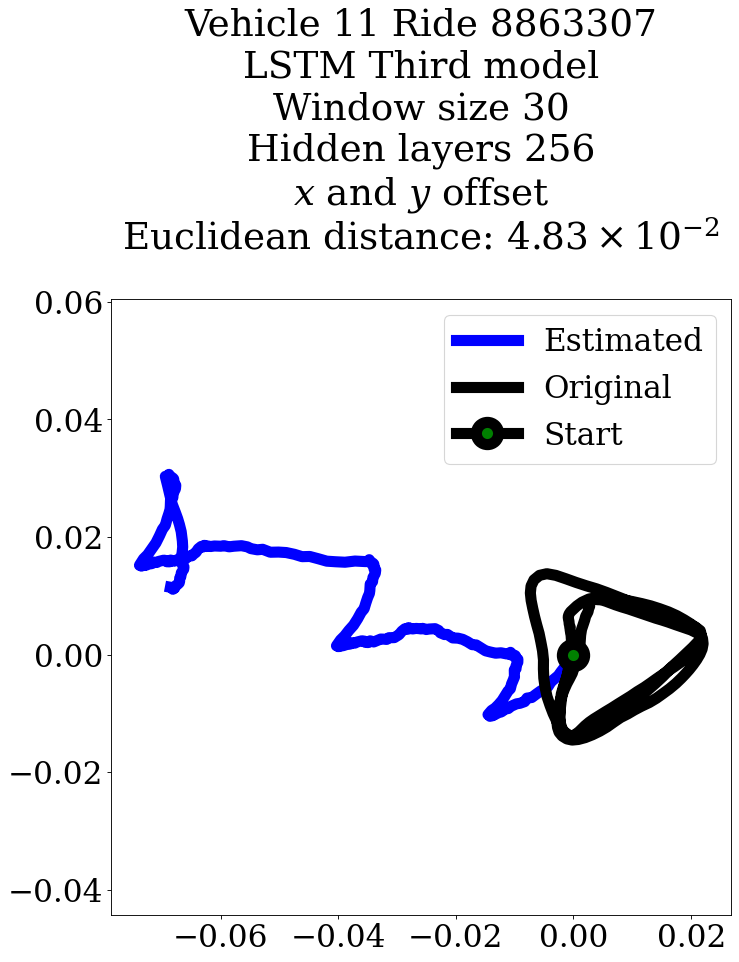 Vehicle 11 Ride 8863307
LSTM Third model
Window size 30
Hidden layers 256
x and y offset
Euclidean distance: 4.83 × 10⁻²
0.06
Estimated
Original
Start
0.04
0.02
0.00
−0.02
−0.04
−0.06 −0.04 −0.02 0.00 0.02